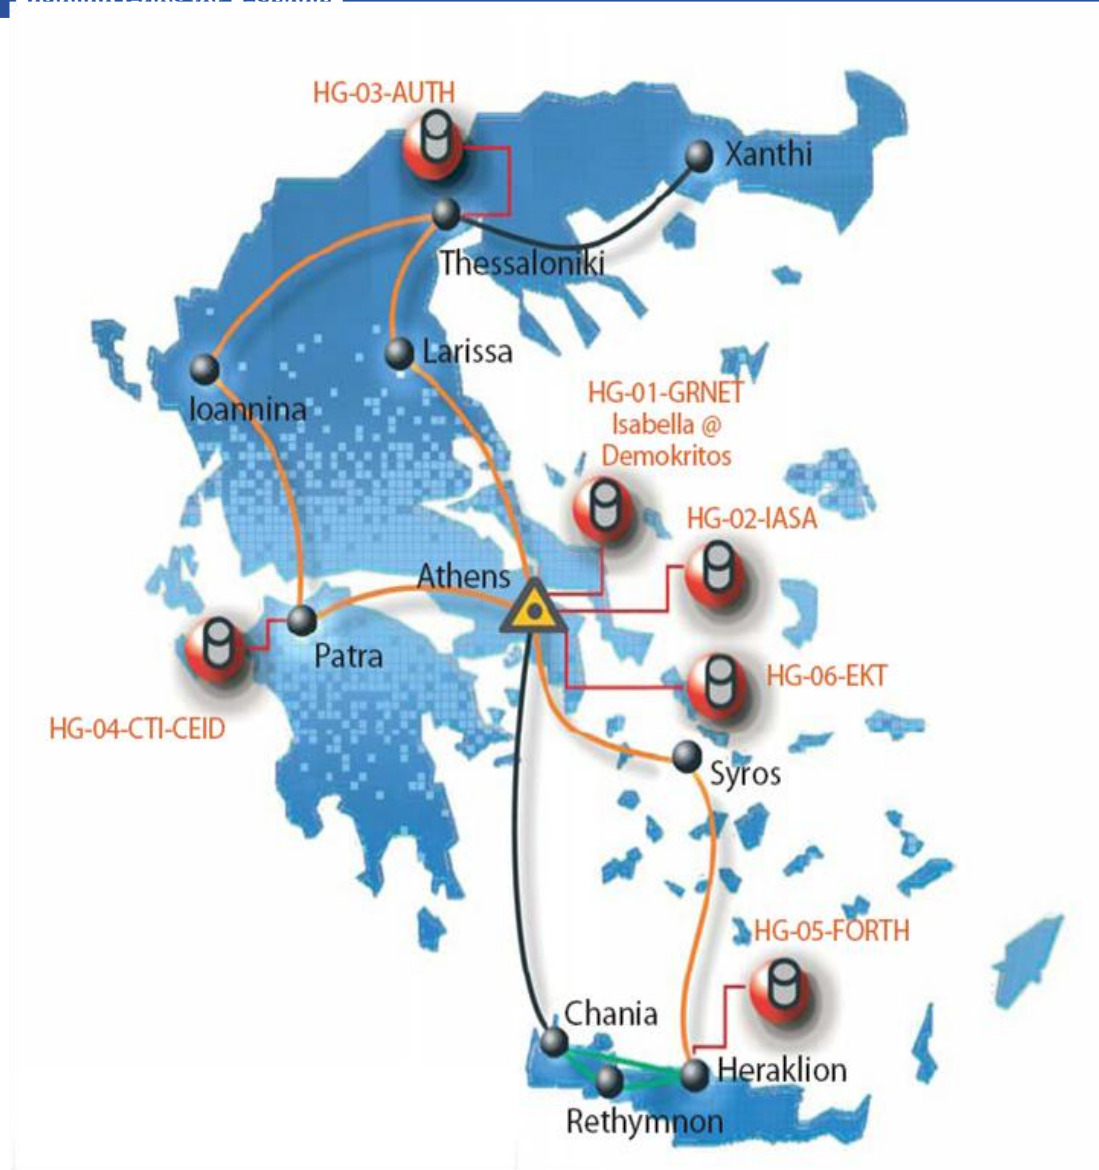 HG-03-AUTH
Xanthi
Thessaloniki
Larissa
Ioannina
HG-01-GRNET
Isabella @
Demokritos
HG-02-IASA
Athens
Patra
HG-06-EKT
HG-04-CTI-CEID
Syros
HG-05-FORTH
Chania
Heraklion
Rethymnon